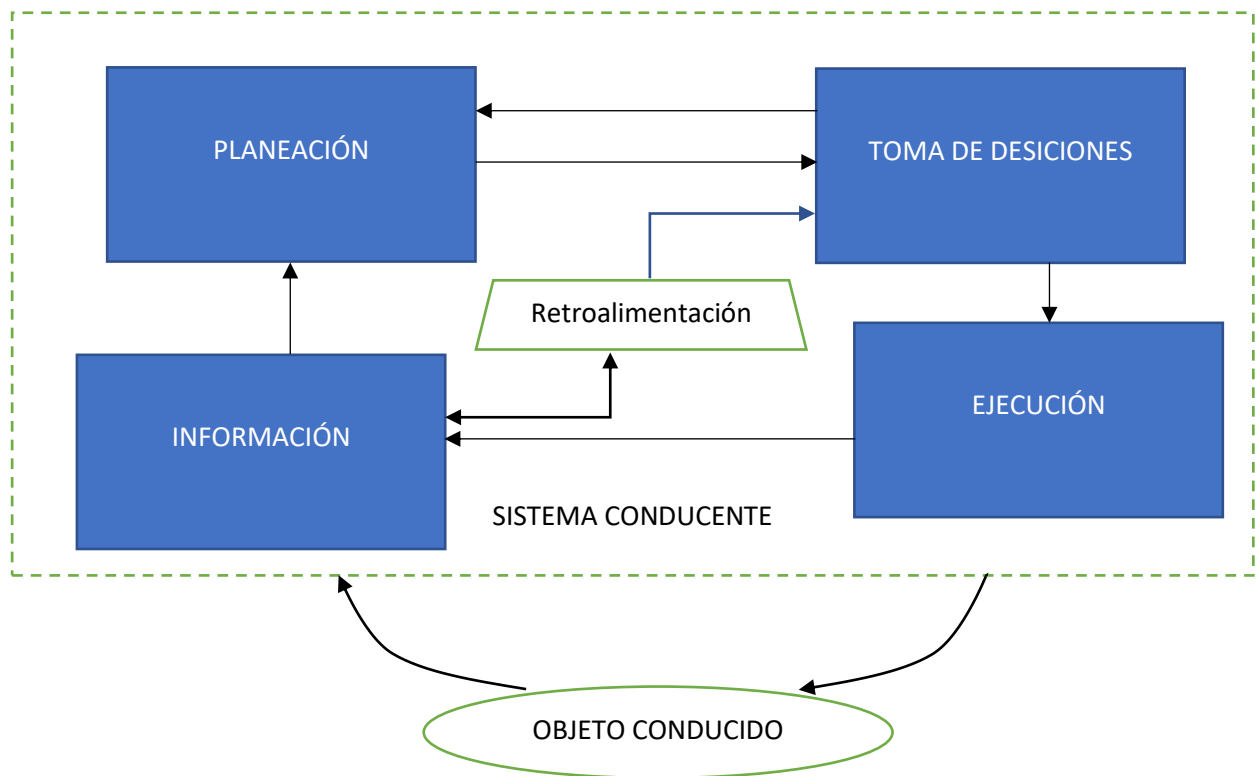 PLANEACIÓN
TOMA DE DESICIONES
Retroalimentación
INFORMACIÓN
EJECUCIÓN
SISTEMA CONDUCENTE
OBJETO CONDUCIDO